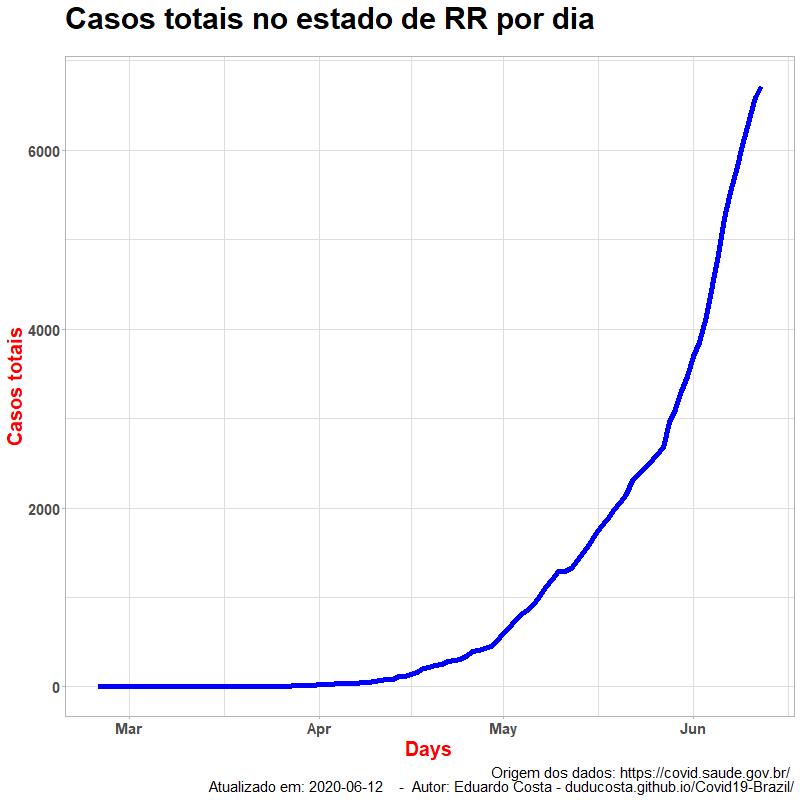 Casos totais no estado de RR por dia
6000
4000
2000
0
Casos totais
Mar Apr May Jun
Days
Origem dos dados: https://covid.saude.gov.br/
Atualizado em: 2020-06-12 - Autor: Eduardo Costa - duducosta.github.io/Covid19-Brazil/